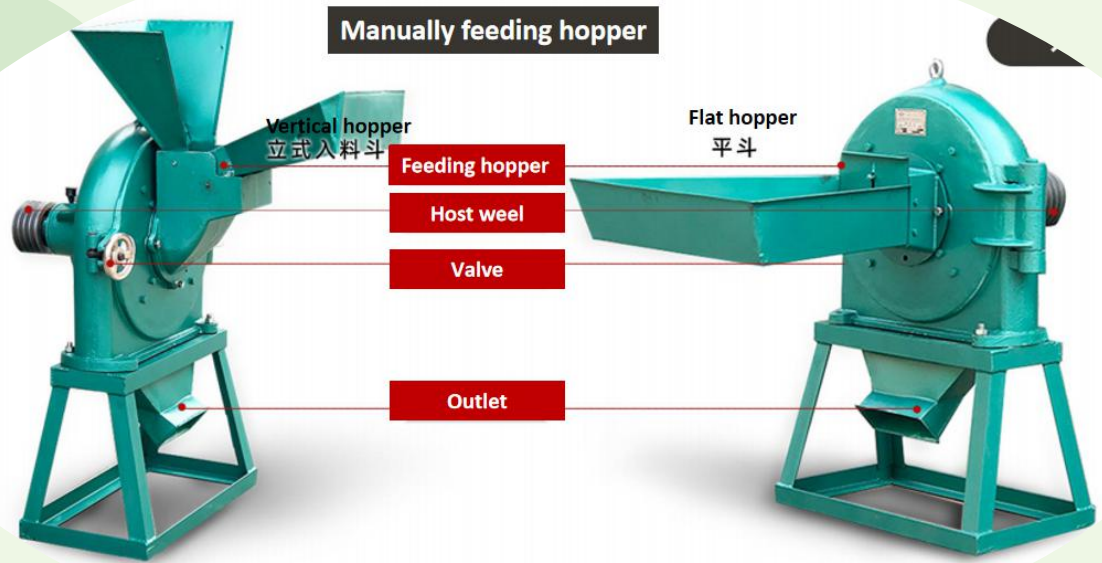 Manually feeding hopper
Vertical hopper
立式入料斗
Flat hopper
平斗
Feeding hopper
Host weel
Valve
Outlet